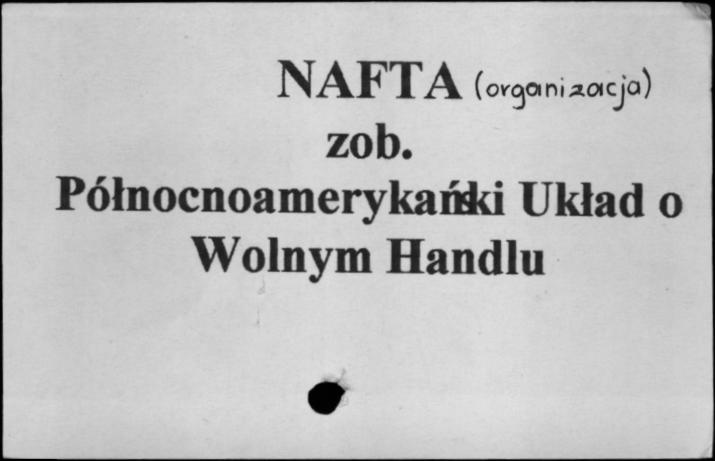 NAFTA (organizacja)
zob.
Północnoamerykański Układ o
Wolnym Handlu